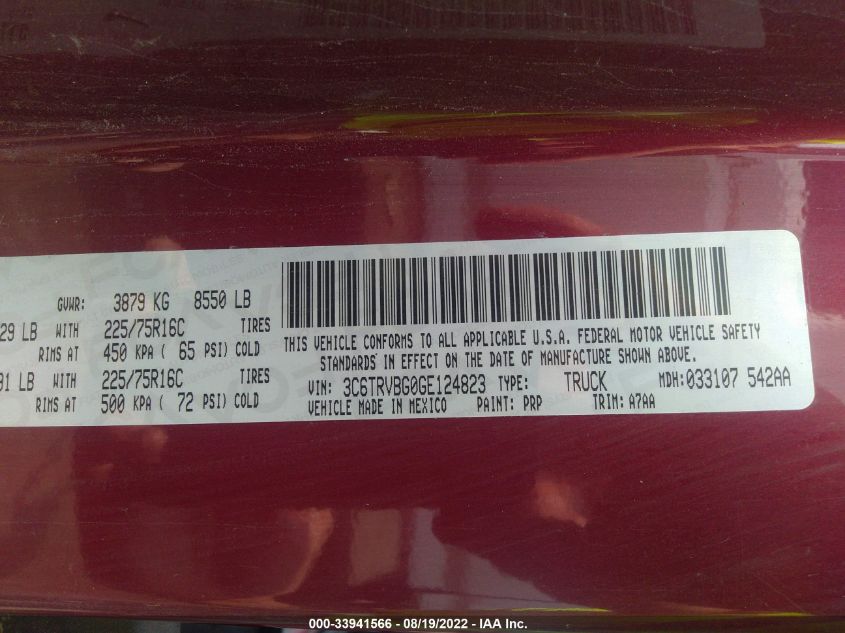 GVWR: 3879 KG 8550 LB
29 LB WITH 225/75R16C TIRES
RIMS AT 450 KPA ( 65 PSI) COLD
91 LB WITH 225/75R16C TIRES
RIMS AT 500 KPA ( 72 PSI) COLD
THIS VEHICLE CONFORMS TO ALL APPLICABLE U.S.A. FEDERAL MOTOR VEHICLE SAFETY
STANDARDS IN EFFECT ON THE DATE OF MANUFACTURE SHOWN ABOVE.
VIN: 3C6TRVBG0GE124823 TYPE: TRUCK MDH: 033107 542AA
VEHICLE MADE IN MEXICO PAINT: PRP TRIM: A7AA
000-33941566 - 08/19/2022 - IAA Inc.